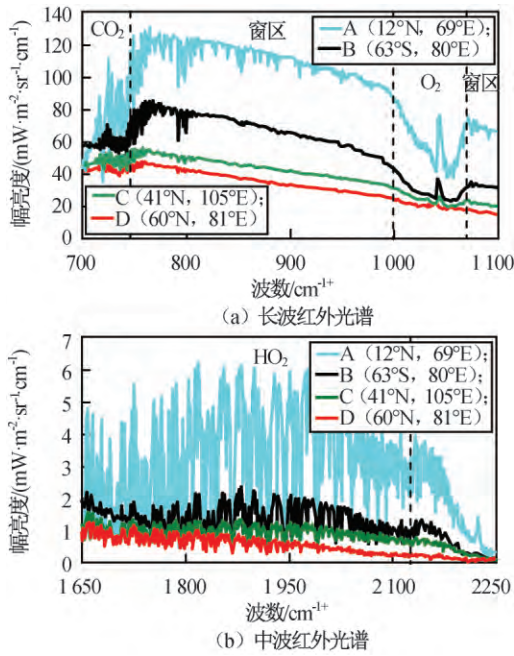 幅亮度/(mW·m-2·sr-1·cm-1)
140
120
100
80
60
40
20
0
CO2
窗区
A（12°N，69°E）；
B（63°S，80°E）
O2
窗区
C（41°N，105°E）；
D（60°N，81°E）
700 800 900 1 000 1 100
波数/cm-1+
（a）长波红外光谱
幅亮度/(mW·m-2·sr-1·cm-1)
7
6
5
4
3
2
1
0
HO2
A（12°N，69°E）；
B（63°S，80°E）；
C（41°N，105°E）；
D（60°N，81°E）
1 650 1 800 1 950 2 100 2250
波数/cm-1+
（b）中波红外光谱